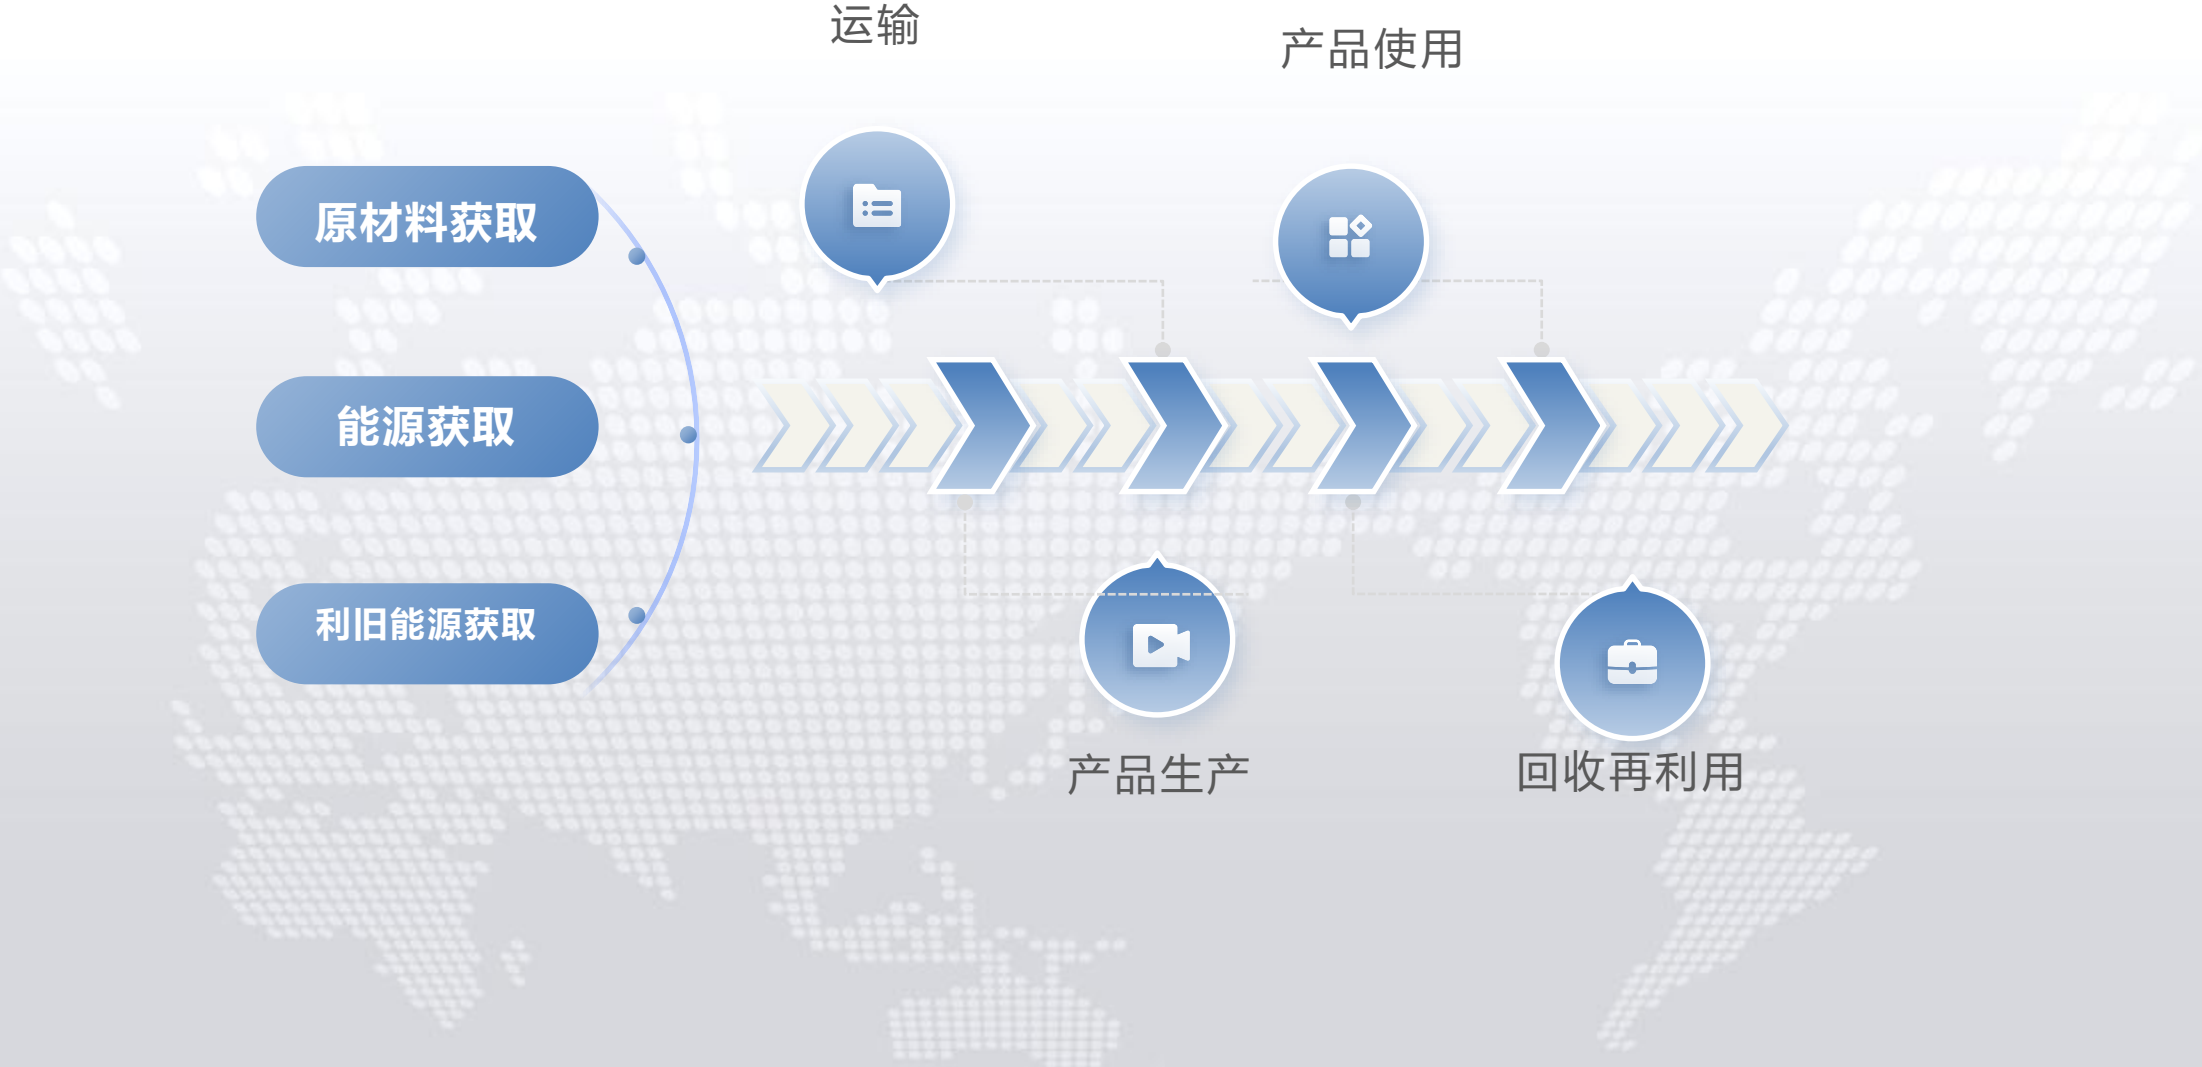 运输
产品使用
原材料获取
能源获取
利旧能源获取
产品生产
回收再利用